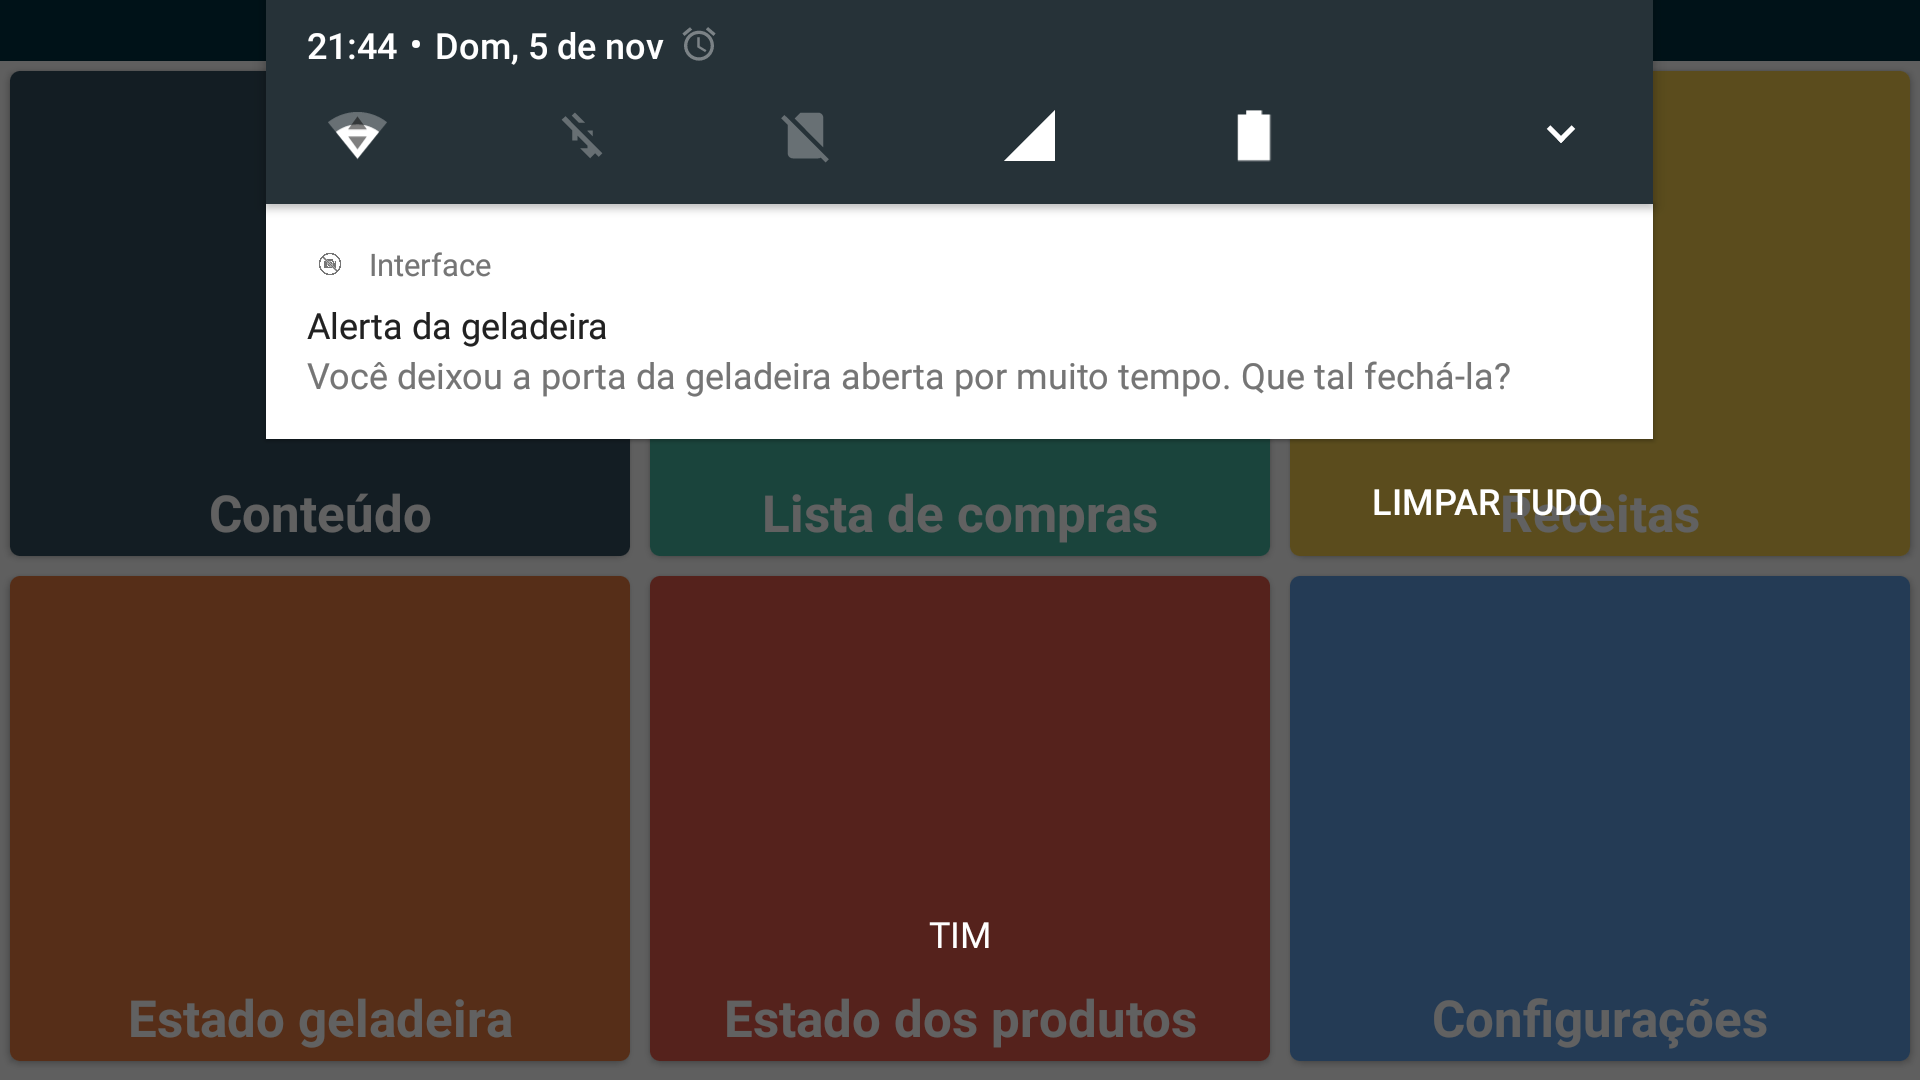 21:44 • Dom, 5 de nov
Interface
Alerta da geladeira
Você deixou a porta da geladeira aberta por muito tempo. Que tal fechá-la?
LIMPAR TUDO
Conteúdo
Lista de compras
Receitas
TIM
Estado geladeira
Estado dos produtos
Configurações